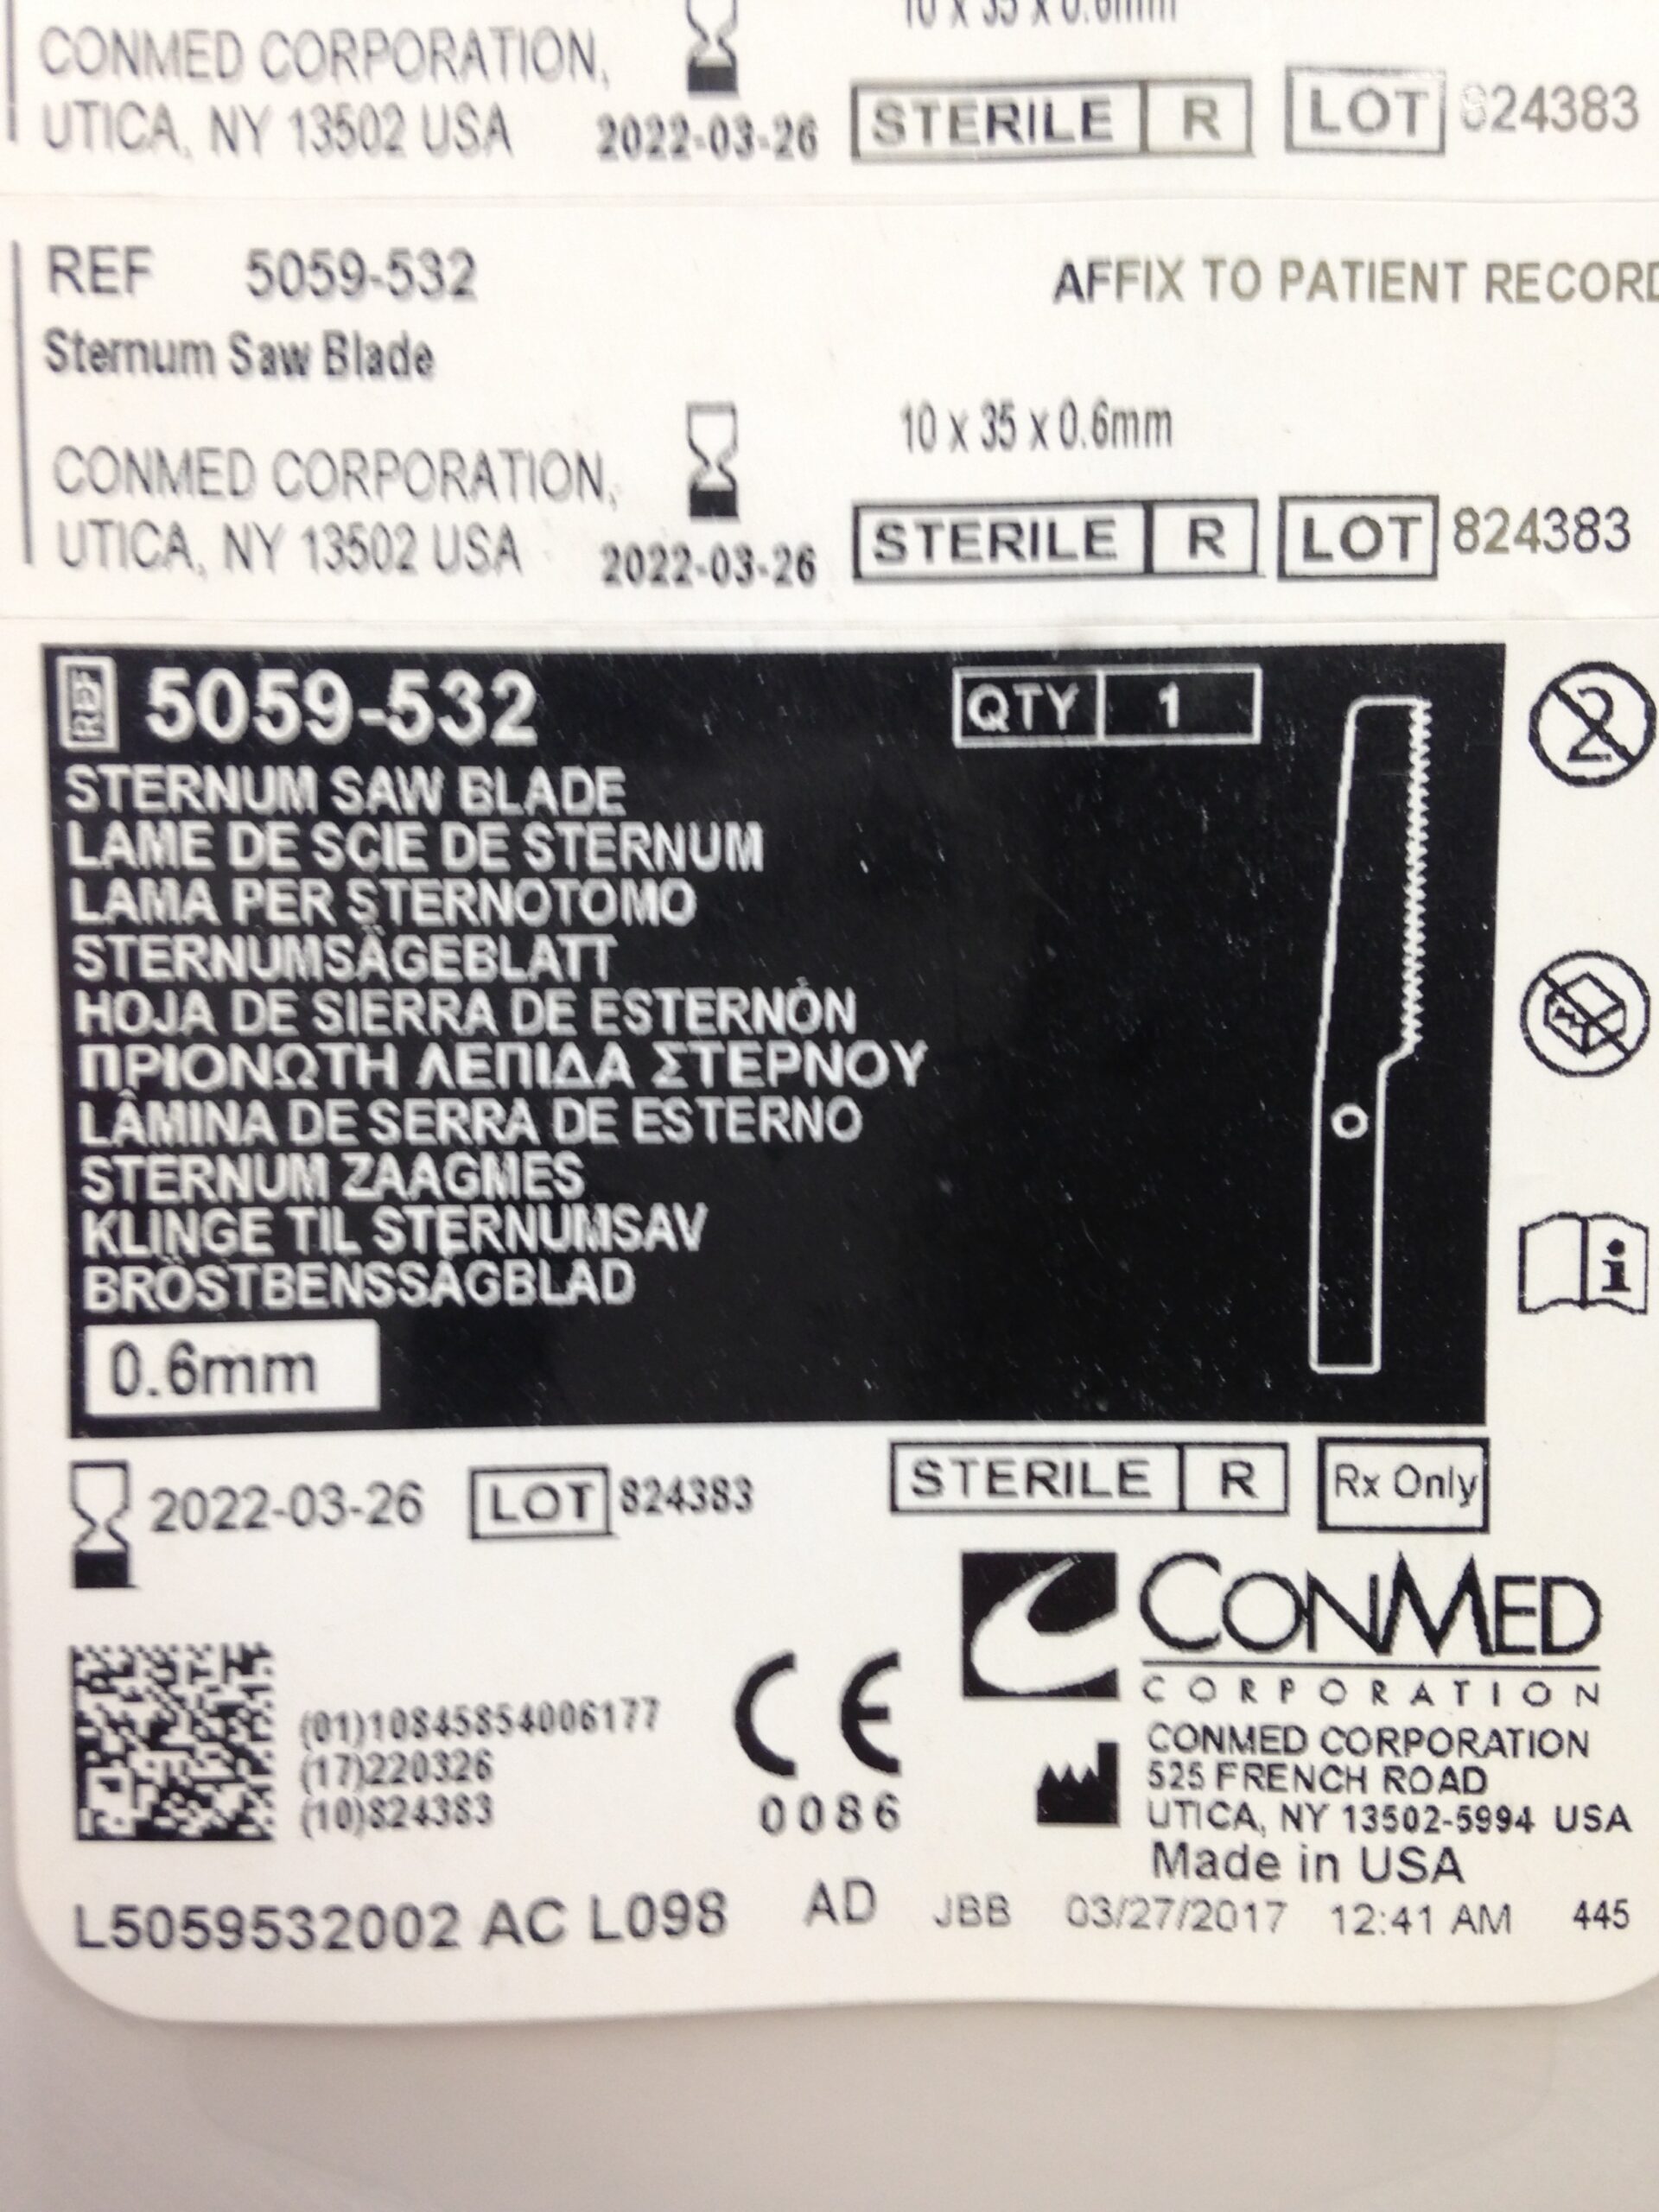 10 x 35 x 0.6mm
CONMED CORPORATION,
UTICA, NY 13502 USA
2022-03-26
STERILE R
LOT 824383
REF 5059-532
AFFIX TO PATIENT RECORD
Sternum Saw Blade
10 x 35 x 0.6mm
CONMED CORPORATION,
UTICA, NY 13502 USA
2022-03-26
STERILE R
LOT 824383
REF 5059-532
QTY 1
2
STERNUM SAW BLADE
LAME DE SCIE DE STERNUM
LAMA PER STERNOTOMO
STERNUMSÄGEBLATT
HOJA DE SIERRA DE ESTERNÓN
ΠΡΙΟΝΩΤΗ ΛΕΠΙΔΑ ΣΤΕΡΝΟΥ
LÂMINA DE SERRA DE ESTERNO
STERNUM ZAAGMES
KLINGE TIL STERNUMSAV
BRÖSTBENSSÅGBLAD
0.6mm
i
2022-03-26
LOT 824383
STERILE R
Rx Only
CONMED
CORPORATION
(01)10845854006177
(17)220326
(10)824383
CE
0086
CONMED CORPORATION
525 FRENCH ROAD
UTICA, NY 13502-5994 USA
Made in USA
L5059532002 AC L098 AD JBB 03/27/2017 12:41 AM 445